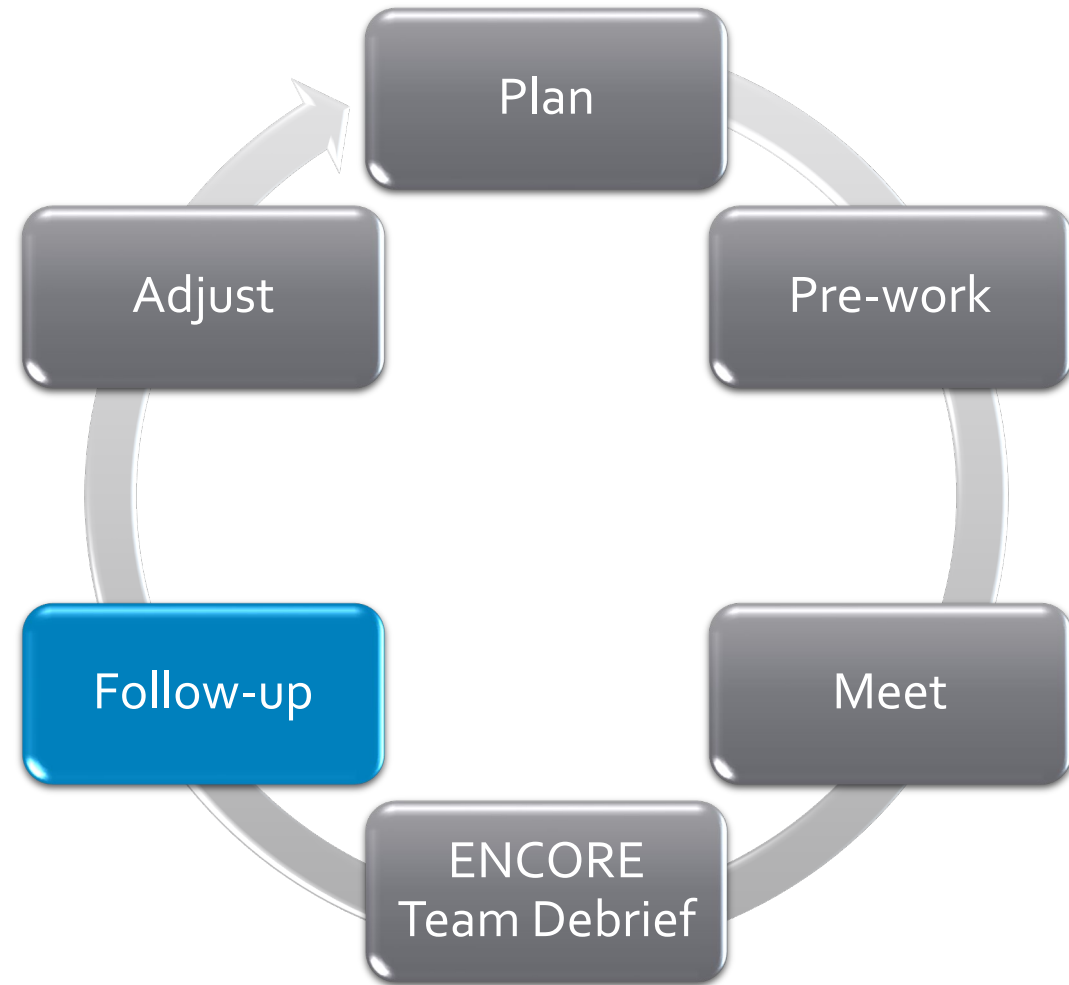 Plan
Pre-work
Meet
ENCORE
Team Debrief
Follow-up
Adjust